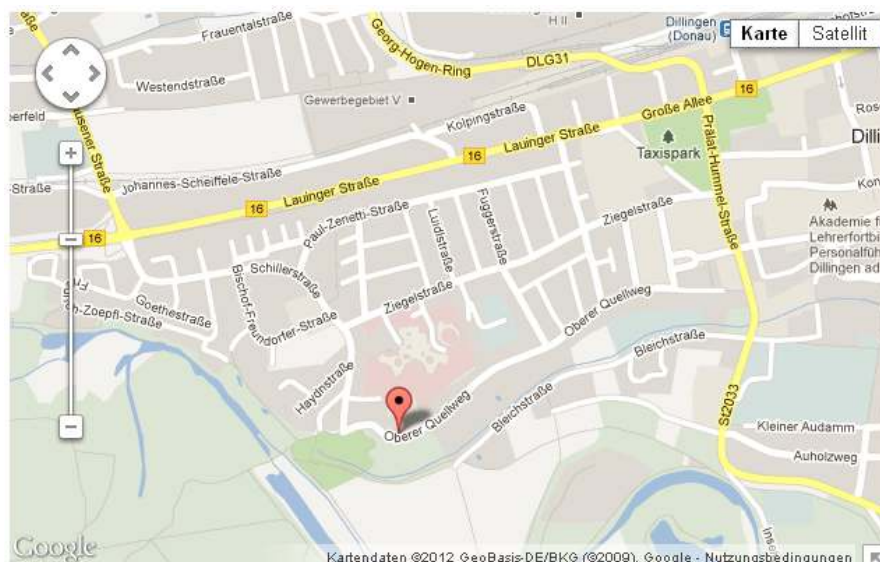 Frauentalstraße
H II
Dillingen
(Donau)
Karte
Satellit
Georg-Hogen-Ring
DLG31
Westendstraße
Gewerbegebiet V
Kolpingstraße
Große Allee
16
Lauinger Straße
Taxispark
Prälat-Hummel-Straße
Johannes-Scheiffele-Straße
16
Lauinger Straße
16
16
Paul-Zenetti-Straße
Luidlstraße
Fuggerstraße
Ziegelstraße
Akademie
Lehrerfortbi
Personalfüh
Dillingen ad
Schillerstraße
Bischof-Freundorfer-Straße
Goethestraße
Ziegelstraße
Oberer Quellweg
Bleichstraße
Haydnstraße
Oberer Quellweg
Bleichstraße
St2033
Kleiner Audamm
Auholzweg
Google
Kartendaten ©2012 GeoBasis-DE/BKG (©2009), Google - Nutzungsbedingungen